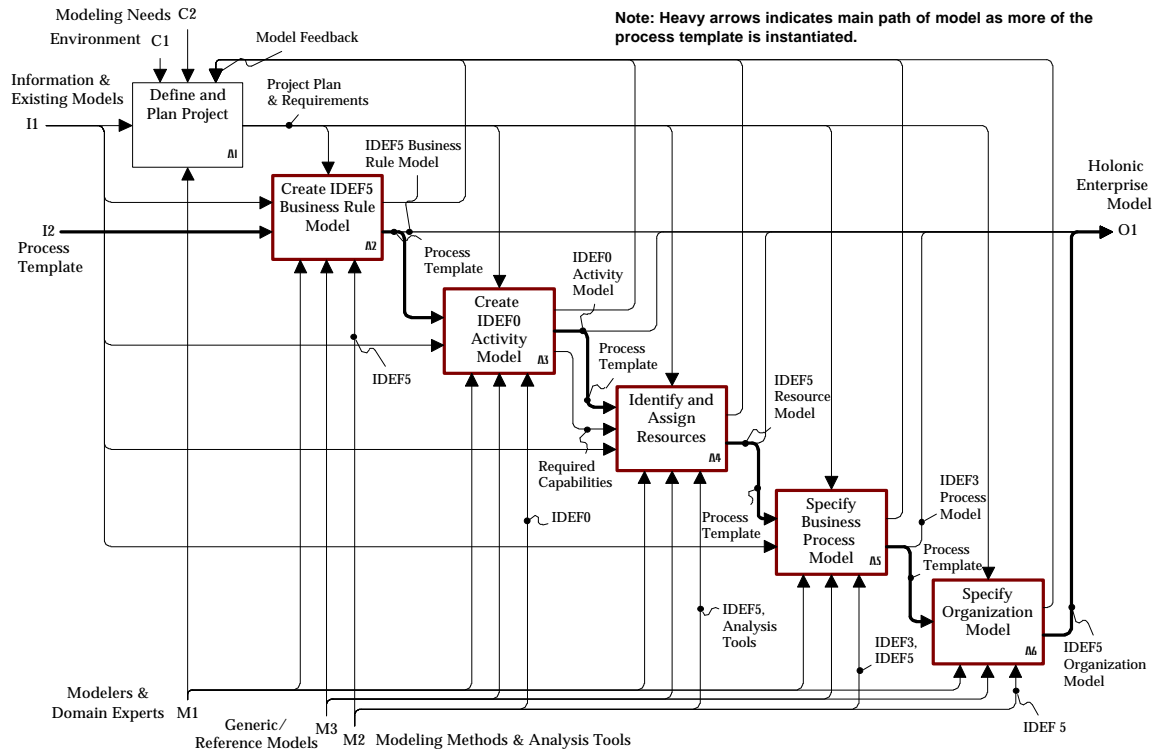 Modeling Needs
C2
Note: Heavy arrows indicates main path of model as more of the
process template is instantiated.
Environment
C1
Model Feedback
Information &
Existing Models
I1
Define and
Plan Project
A1
Project Plan
& Requirements
IDEF5 Business
Rule Model
Holonic
Enterprise
Model
O1
Create IDEF5
Business Rule
Model
A2
I2
Process
Template
Process
Template
IDEF0
Activity
Model
Create
IDEF0
Activity
Model
A3
IDEF5
Process
Template
IDEF5
Resource
Model
Identify and
Assign
Resources
A4
Required
Capabilities
IDEF0
IDEF3
Process
Model
Process
Template
Specify
Business
Process
Model
A5
Process
Template
Specify
Organization
Model
A6
IDEF5,
Analysis
Tools
IDEF3,
IDEF5
IDEF5
Organization
Model
Modelers &
Domain Experts
M1
Generic/
Reference Models
M3
M2
Modeling Methods & Analysis Tools
IDEF 5